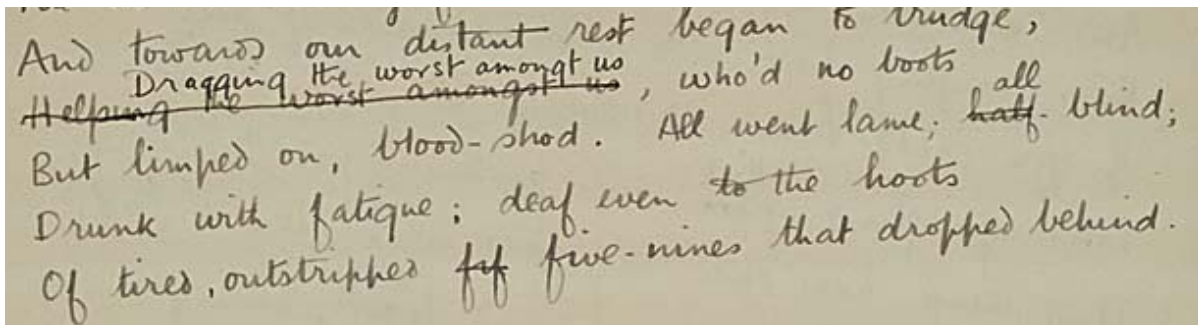 And towards our distant rest began to trudge,
Dragging the worst amongt us
Helping the worst amongst us, who'd no boots
all
But limped on, blood-shod. All went lame; half- blind;
Drunk with fatigue; deaf even to the hoots
Of tired, outstripped fif five-nines that dropped behind.